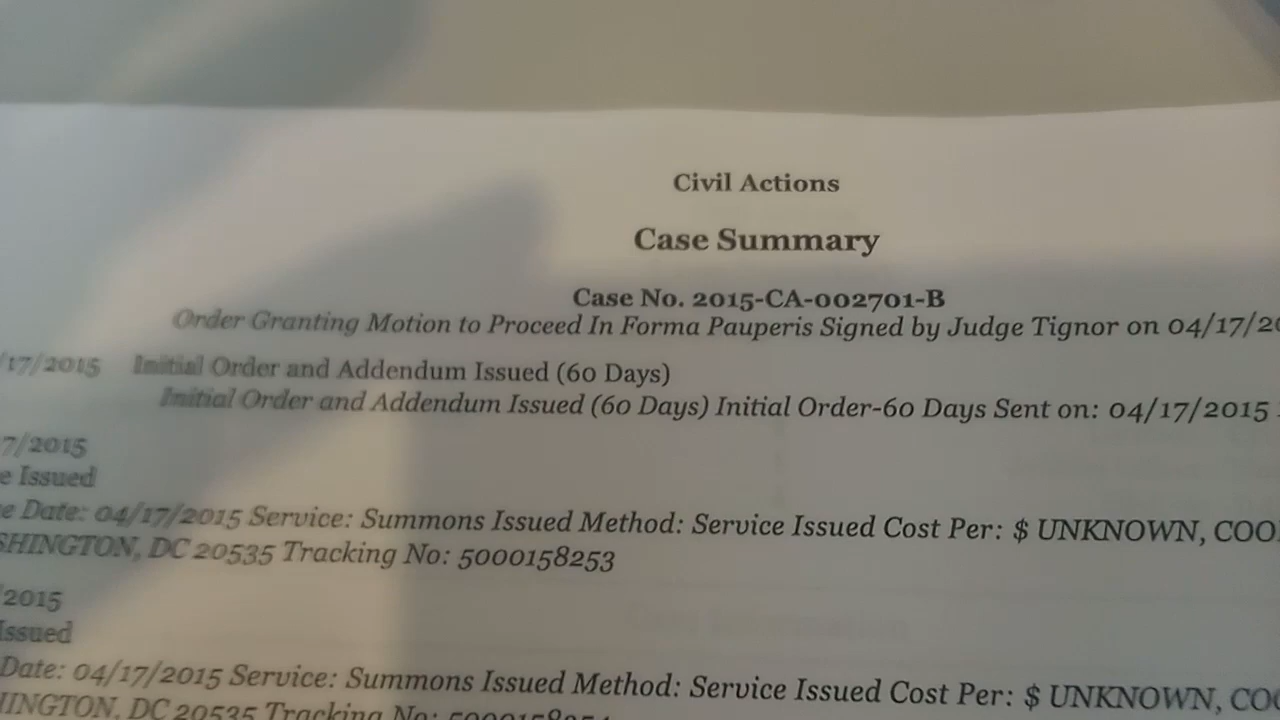 Civil Actions
Case Summary
Case No. 2015-CA-002701-B
Order Granting Motion to Proceed In Forma Pauperis Signed by Judge Tignor on 04/17/20
/17/2015 Initial Order and Addendum Issued (60 Days)
Initial Order and Addendum Issued (60 Days) Initial Order-60 Days Sent on: 04/17/2015
7/2015
e Issued
e Date: 04/17/2015 Service: Summons Issued Method: Service Issued Cost Per: $ UNKNOWN, COO
SHINGTON, DC 20535 Tracking No: 5000158253
/2015
Issued
Date: 04/17/2015 Service: Summons Issued Method: Service Issued Cost Per: $ UNKNOWN, COO
HINGTON, DC 20535 Tracking No: